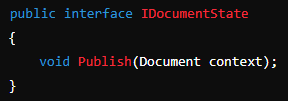 public interface IDocumentState
{
    void Publish(Document context);
}